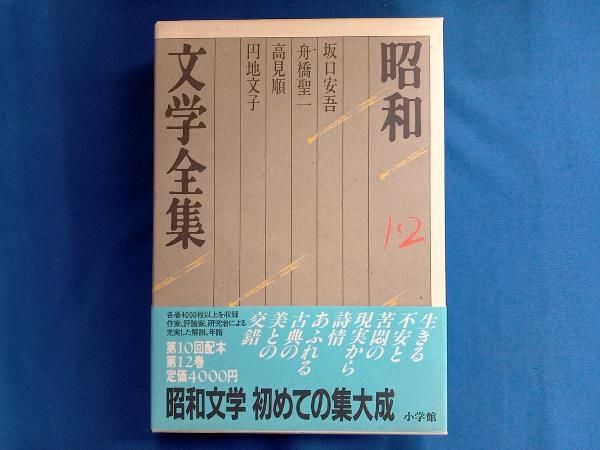 昭和
文学全集
坂口安吾
舟橋聖一
高見順
円地文子
12
生きる
不安と
苦悶の
現実から
詩情
あふれる
古典の
美との
交錯
各巻4000枚以上を収録
作家、評論家、研究者による
充実した解説、年譜
第10回配本
第12巻
定価4000円
昭和文学 初めての集大成
小学館